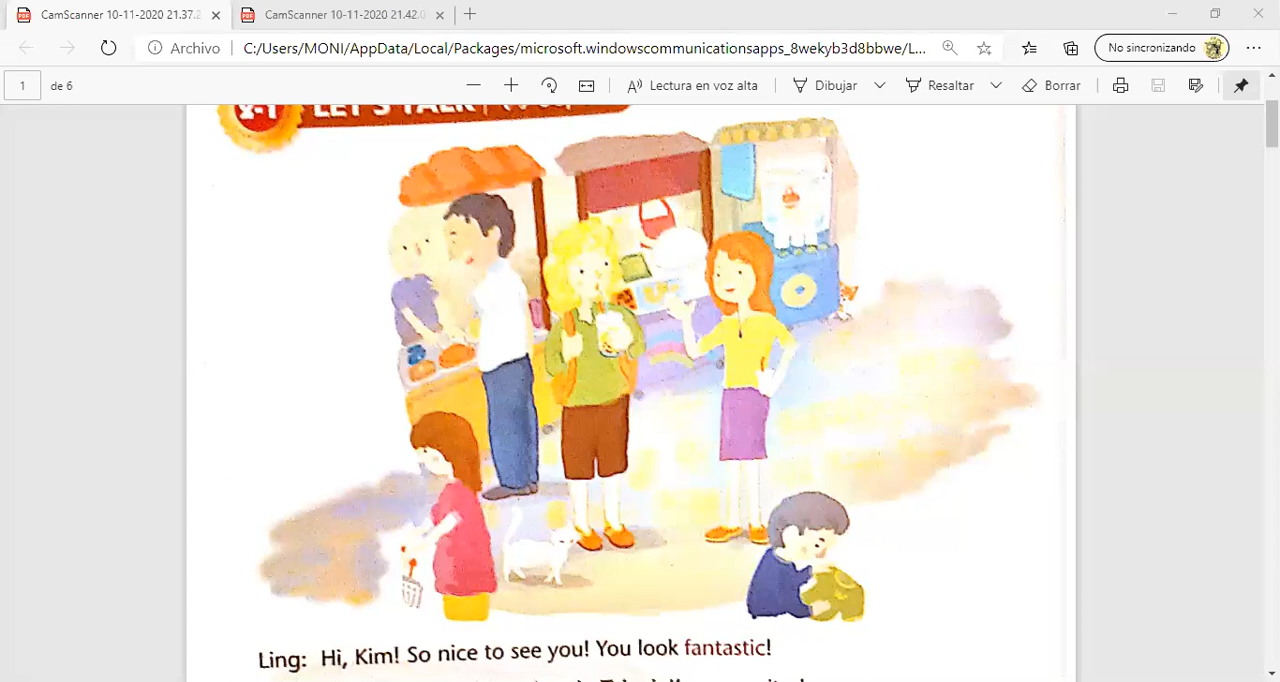 CamScanner 10-11-2020 21.37.2
CamScanner 10-11-2020 21.42.0
Archivo
C:/Users/MONI/AppData/Local/Packages/microsoft.windowscommunicationsapps_8wekyb3d8bbwe/L...
No sincronizando
1 de 6
Lectura en voz alta
Dibujar
Resaltar
Borrar
LET'S TALK
Ling: Hi, Kim! So nice to see you! You look fantastic!